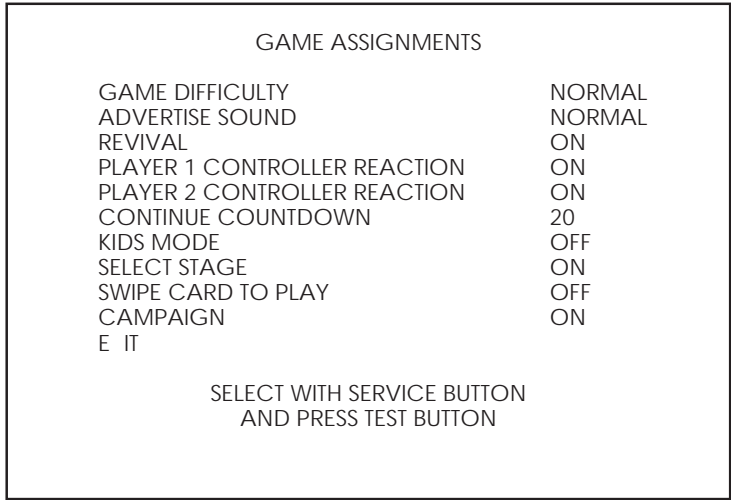 GAME ASSIGNMENTS
GAME DIFFICULTY NORMAL
ADVERTISE SOUND NORMAL
REVIVAL ON
PLAYER 1 CONTROLLER REACTION ON
PLAYER 2 CONTROLLER REACTION ON
CONTINUE COUNTDOWN 20
KIDS MODE OFF
SELECT STAGE ON
SWIPE CARD TO PLAY OFF
CAMPAIGN ON
E IT
SELECT WITH SERVICE BUTTON
AND PRESS TEST BUTTON